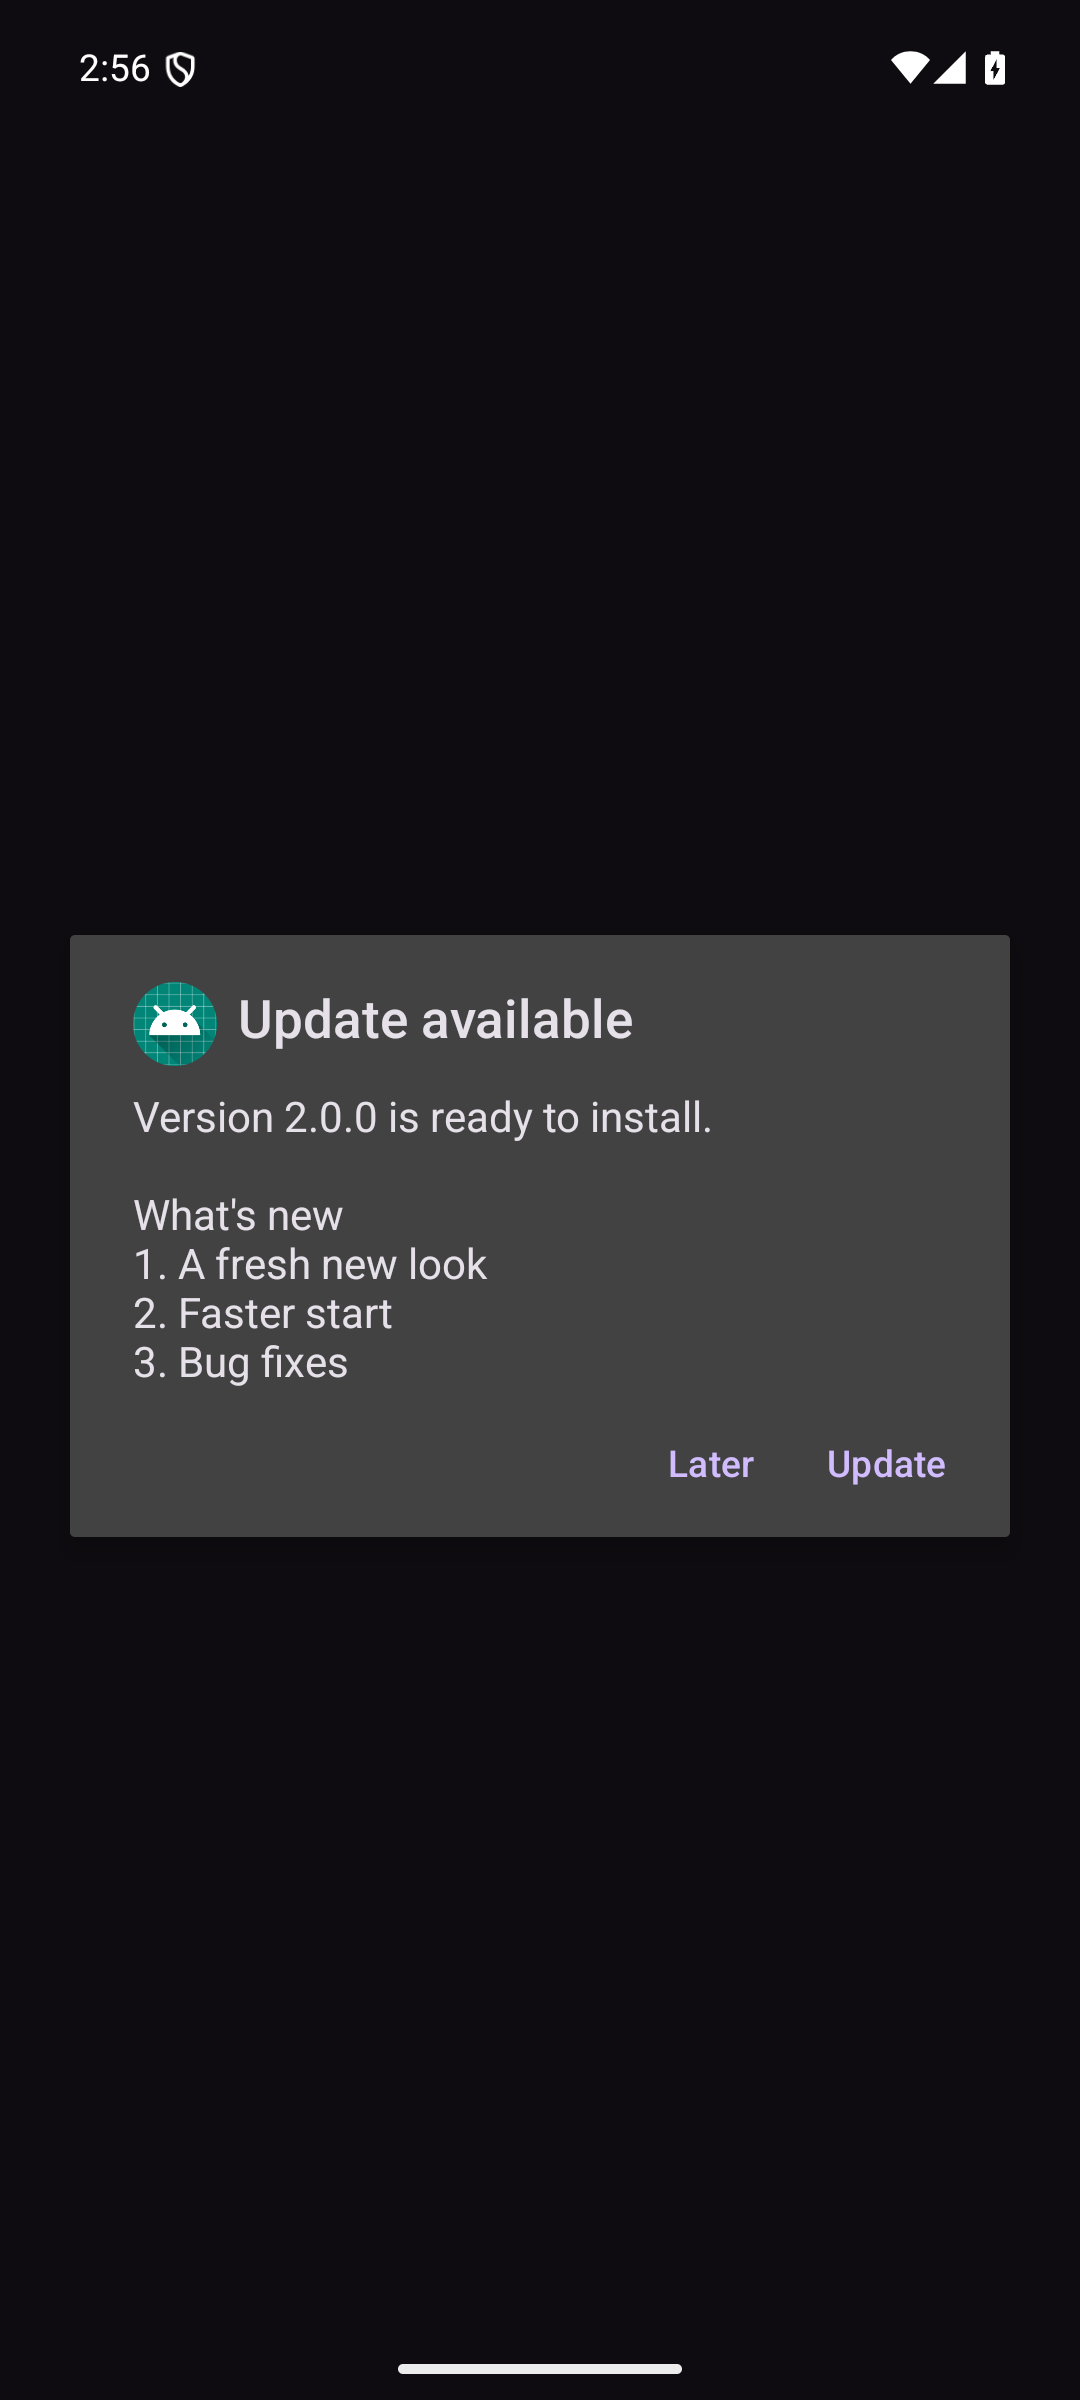 2:56
Update available
Version 2.0.0 is ready to install.
What's new
1. A fresh new look
2. Faster start
3. Bug fixes
Later Update